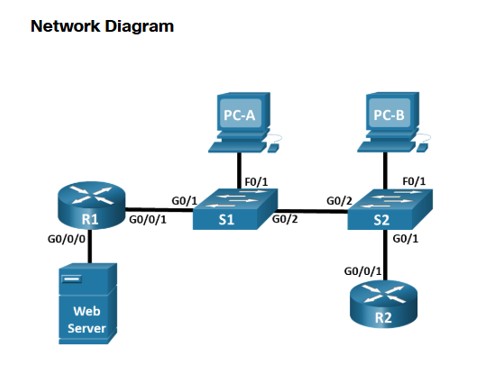 Network Diagram
PC-A
PC-B
F0/1
F0/1
G0/1
G0/2
G0/2
R1
G0/0/1
S1
S2
G0/0/0
G0/1
G0/0/1
Web
Server
R2